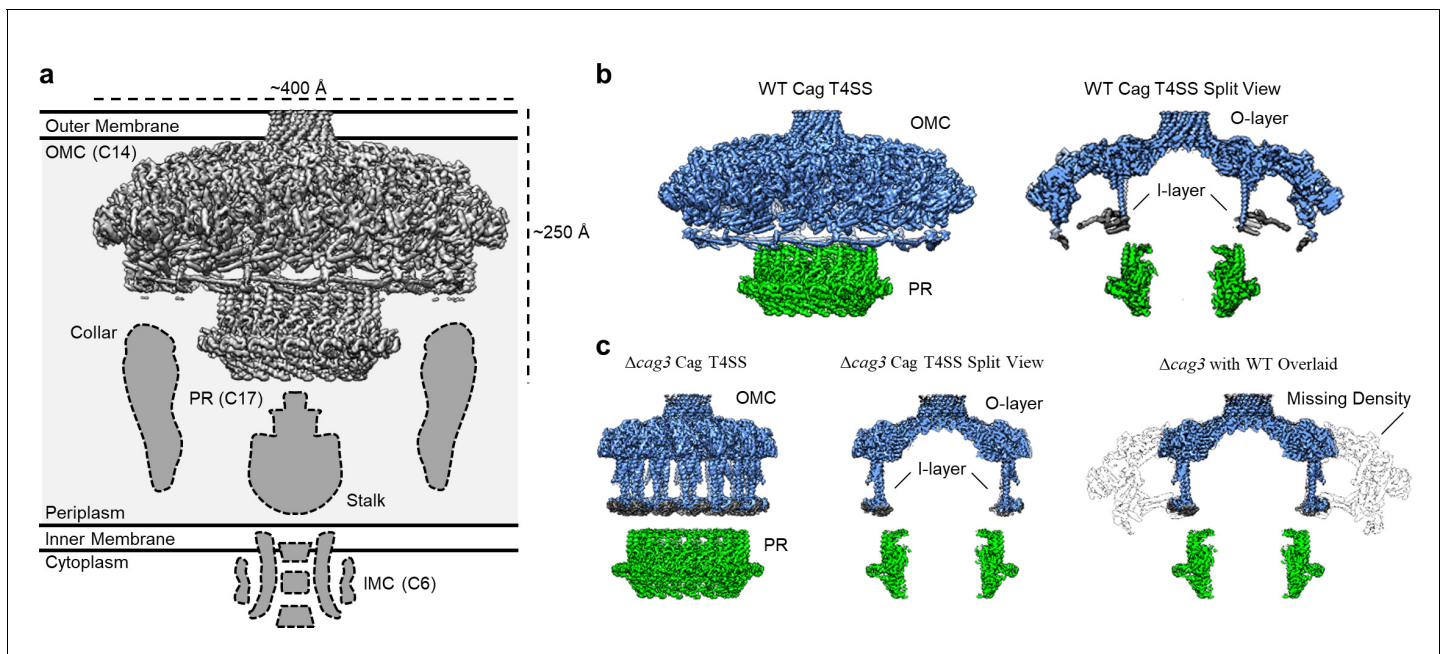 a
~400 Å
Outer Membrane
OMC (C14)
~250 Å
Collar
PR (C17)
Stalk
Periplasm
Inner Membrane
Cytoplasm
IMC (C6)
b
WT Cag T4SS
OMC
PR
WT Cag T4SS Split View
O-layer
I-layer
c
Δcag3 Cag T4SS
OMC
PR
Δcag3 Cag T4SS Split View
O-layer
I-layer
Δcag3 with WT Overlaid
Missing Density